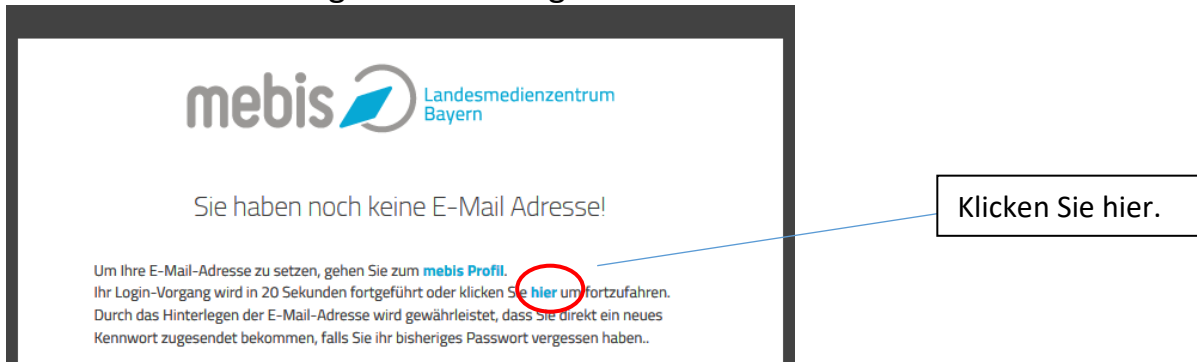 mebis Landesmedienzentrum
Bayern
Sie haben noch keine E-Mail Adresse!
Klicken Sie hier.
Um Ihre E-Mail-Adresse zu setzen, gehen Sie zum mebis Profil.
Ihr Login-Vorgang wird in 20 Sekunden fortgeführt oder klicken Sie hier um fortzufahren.
Durch das Hinterlegen der E-Mail-Adresse wird gewährleistet, dass Sie direkt ein neues
Kennwort zugesendet bekommen, falls Sie ihr bisheriges Passwort vergessen haben..